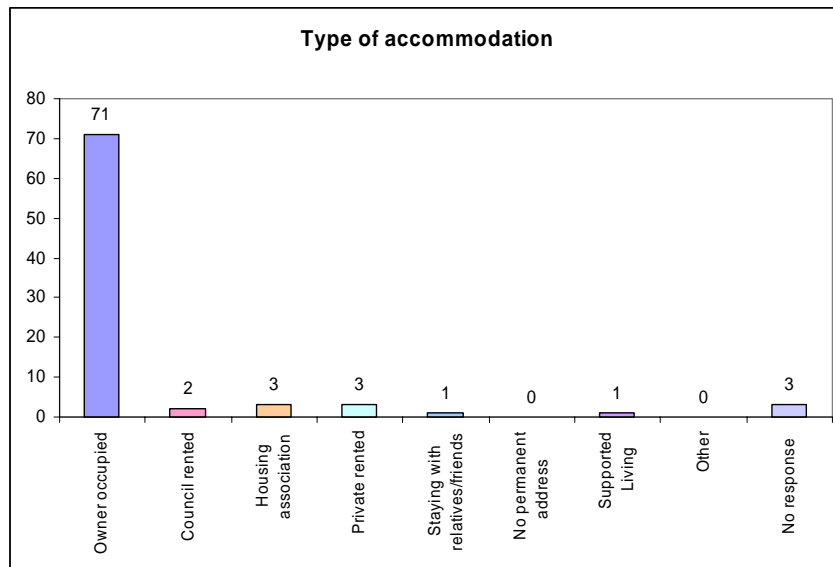 Type of accommodation
80
70
60
50
40
30
20
10
0
71
2
3
3
1
0
1
0
3
Owner occupied
Council rented
Housing
association
Private rented
Staying with
relatives/friends
No permanent
address
Supported
Living
Other
No response